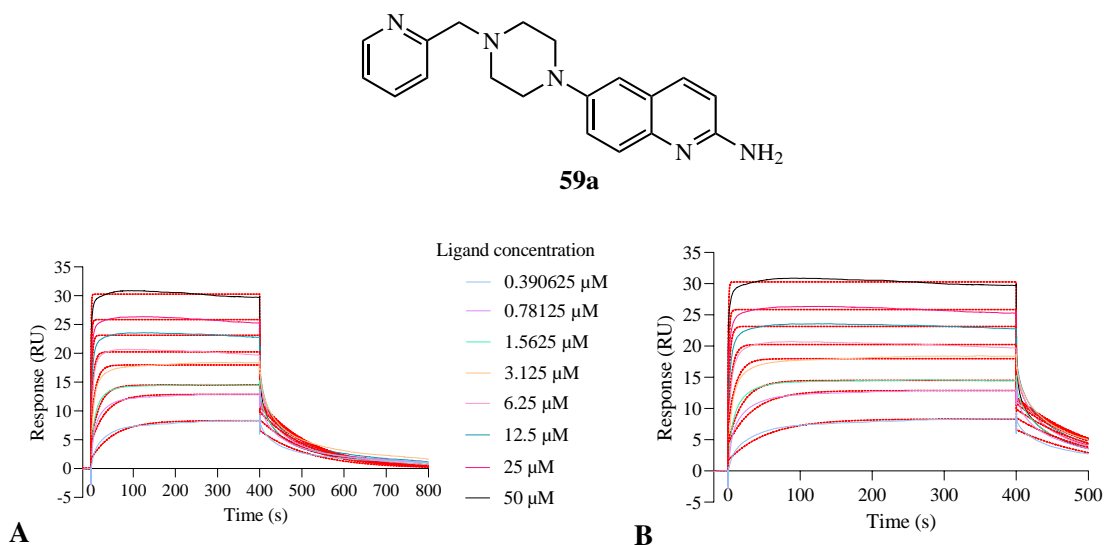 N
N
N
N
NH₂
59a
35
30
25
20
15
10
5
0
-5
Response (RU)
0
100
200
300
400
500
600
700
800
Time (s)
A
Ligand concentration
0.390625 µM
0.78125 µM
1.5625 µM
3.125 µM
6.25 µM
12.5 µM
25 µM
50 µM
35
30
25
20
15
10
5
0
-5
Response (RU)
0
100
200
300
400
500
Time (s)
B